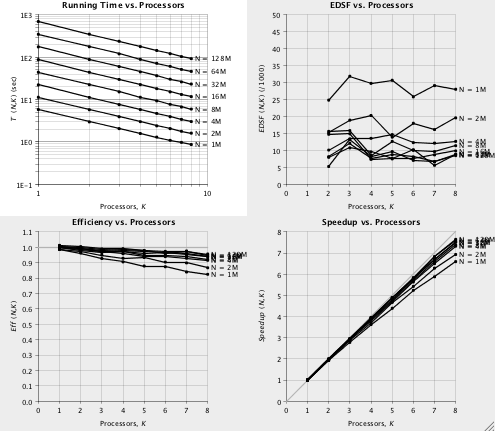 Running Time vs. Processors
1E3
1E2
1E1
1E0
1E-1
T (N,K) (sec)
N = 128M
N = 64M
N = 32M
N = 16M
N = 8M
N = 4M
N = 2M
N = 1M
1
10
Processors, K
EDSF vs. Processors
50
45
40
35
30
25
20
15
10
5
0
EDSF (N,K) (/1000)
N = 1M
N = 2M
N = 4M
N = 8M
0 1 2 3 4 5 6 7 8
Processors, K
Efficiency vs. Processors
1.1
1.0
0.9
0.8
0.7
0.6
0.5
0.4
0.3
0.2
0.1
0.0
Eff (N,K)
N = 2M
N = 1M
0 1 2 3 4 5 6 7 8
Processors, K
Speedup vs. Processors
8
7
6
5
4
3
2
1
0
Speedup (N,K)
N = 2M
N = 1M
0 1 2 3 4 5 6 7 8
Processors, K